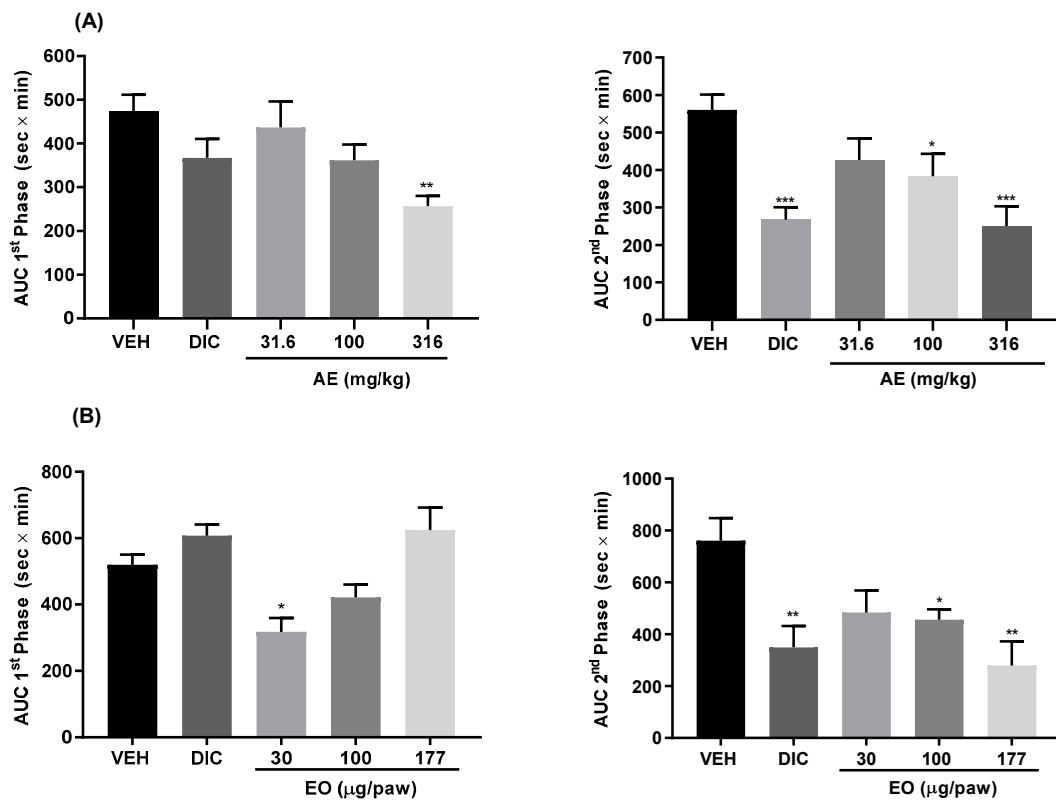 (A)
AUC 1st Phase (sec × min)
600
500
400
300
200
100
0
**
VEH DIC 31.6 100 316
AE (mg/kg)
AUC 2nd Phase (sec × min)
700
600
500
400
300
200
100
0
***
*
***
VEH DIC 31.6 100 316
AE (mg/kg)
(B)
AUC 1st Phase (sec × min)
800
600
400
200
0
*
VEH DIC 30 100 177
EO (μg/paw)
AUC 2nd Phase (sec × min)
1000
800
600
400
200
0
**
*
**
VEH DIC 30 100 177
EO (μg/paw)